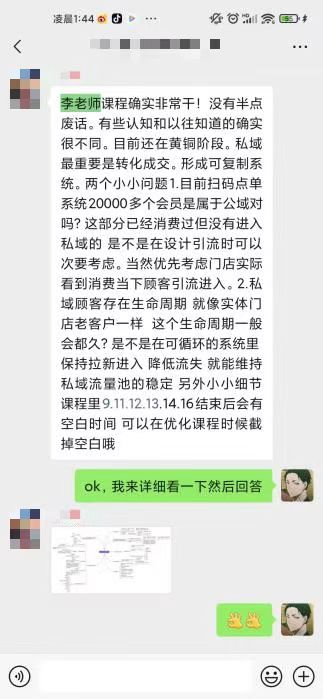 凌晨1:44
李老师课程确实非常干！没有半点
废话。有些认知和以往知道的确实
很不同。目前还在黄铜阶段。私域
最重要是转化成交。形成可复制系
统。两个小小问题1.目前扫码点单
系统20000多个会员是属于公域对
吗？这部分已经消费过但没有进入
私域的 是不是在设计引流时可以
次要考虑。当然优先考虑门店实际
看到消费当下顾客引流进入。2.私
域顾客存在生命周期 就像实体门
店老客户一样 这个生命周期一般
会都久？是不是在可循环的系统里
保持拉新进入 降低流失 就能维持
私域流量池的稳定 另外小小细节
课程里9.11.12.13.14.16结束后会有
空白时间 可以在优化课程时候截
掉空白哦
ok，我来详细看一下然后回答